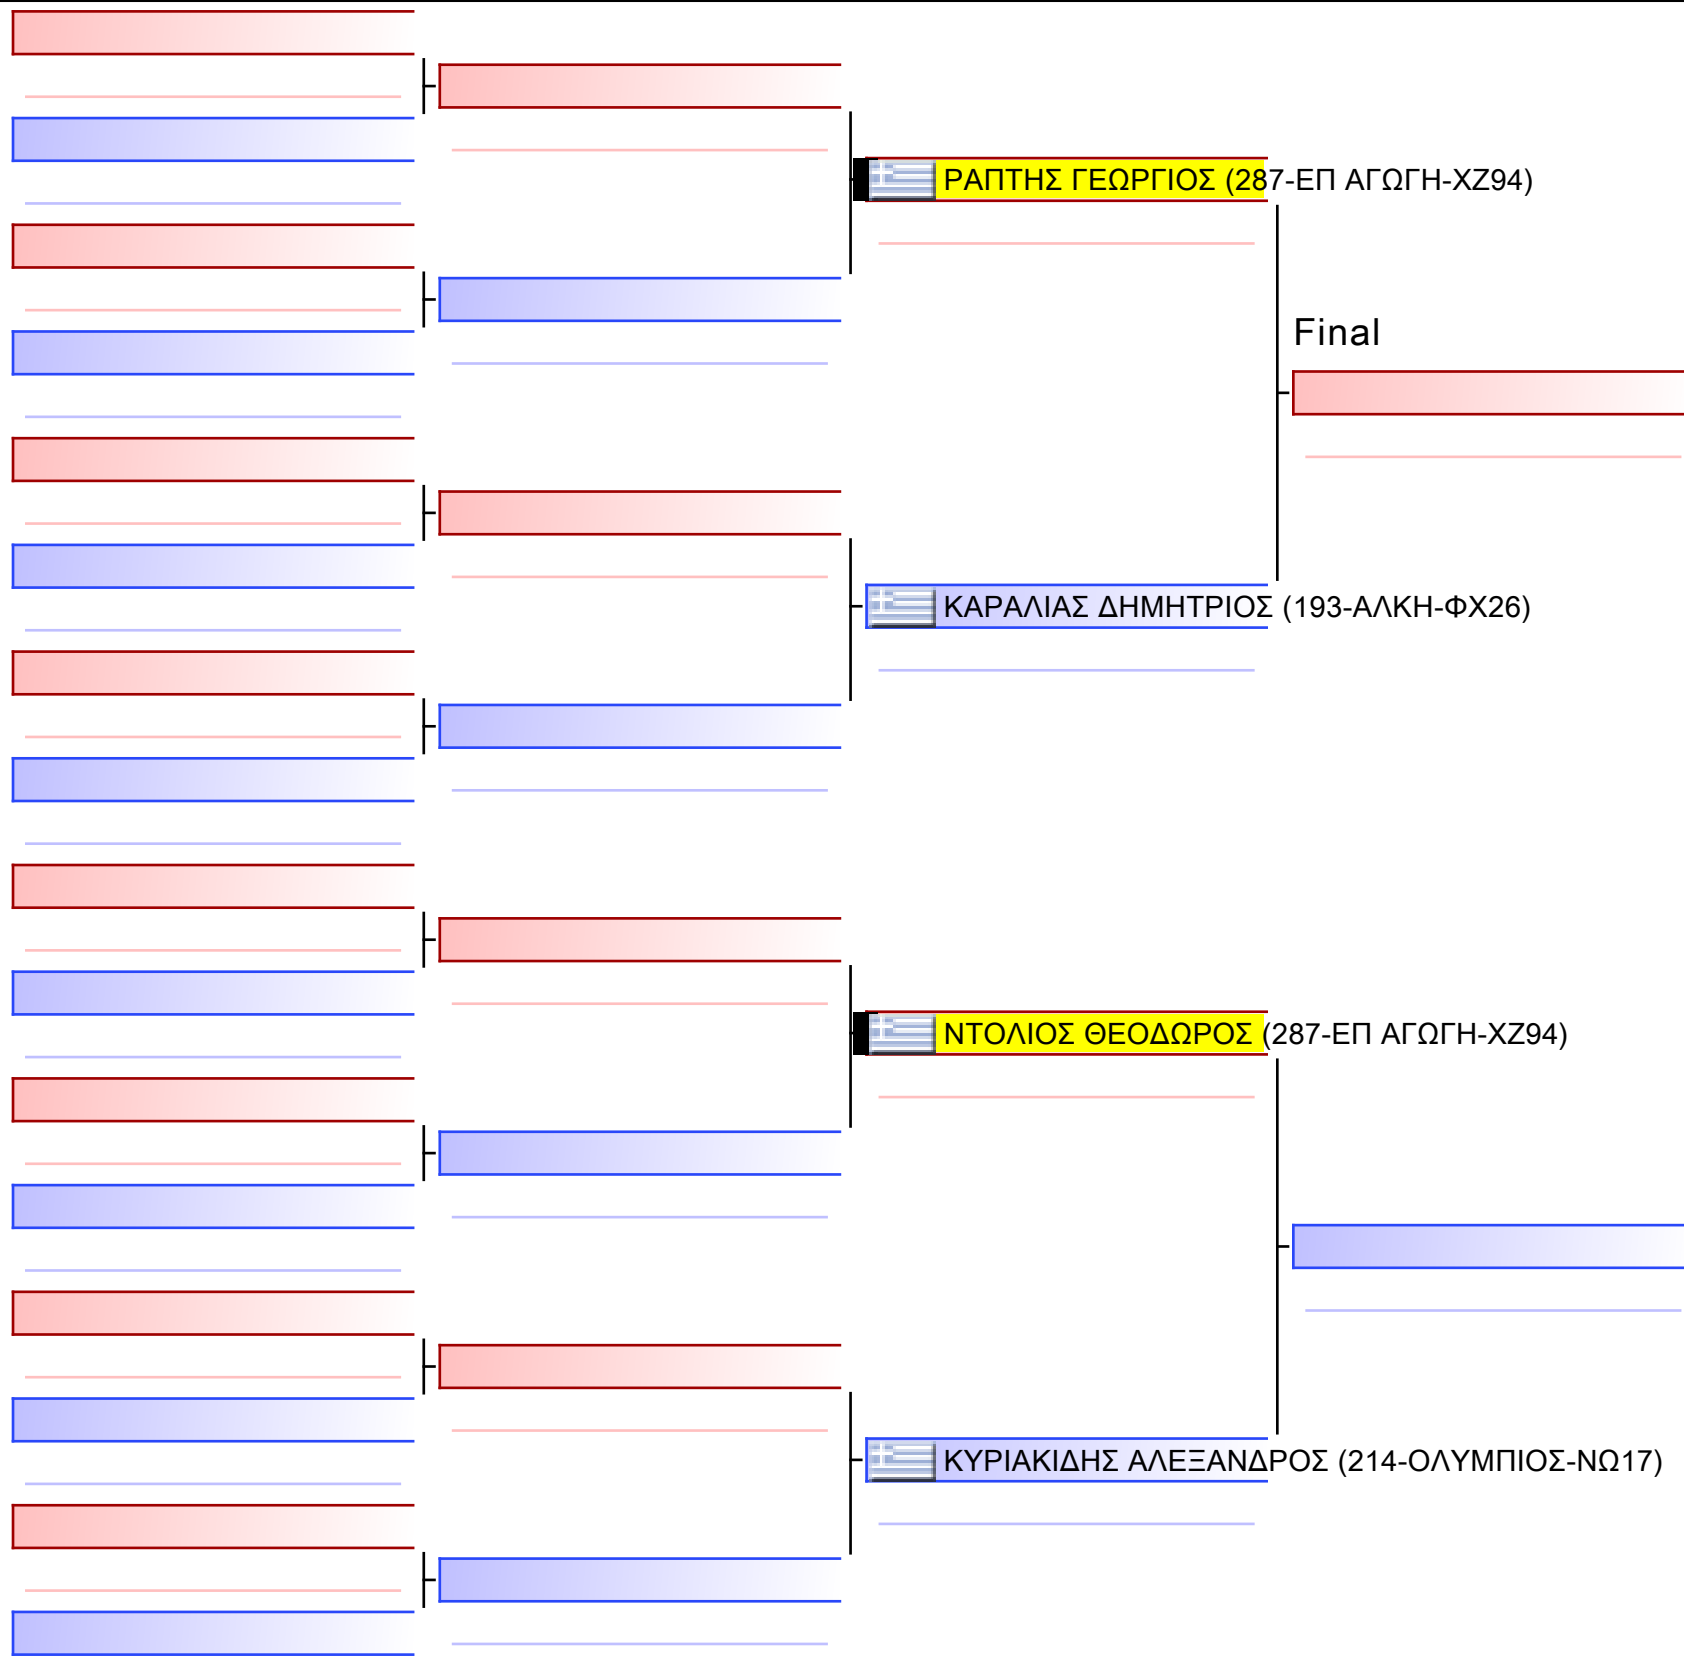 ΡΑΠΤΗΣ ΓΕΩΡΓΙΟΣ (287-ΕΠ ΑΓΩΓΗ-ΧΖ94)
Final
ΚΑΡΑΛΙΑΣ ΔΗΜΗΤΡΙΟΣ (193-ΑΛΚΗ-ΦΧ26)
ΝΤΟΛΙΟΣ ΘΕΟΔΩΡΟΣ (287-ΕΠ ΑΓΩΓΗ-ΧΖ94)
ΚΥΡΙΑΚΙΔΗΣ ΑΛΕΞΑΝΔΡΟΣ (214-ΟΛΥΜΠΙΟΣ-ΝΩ17)